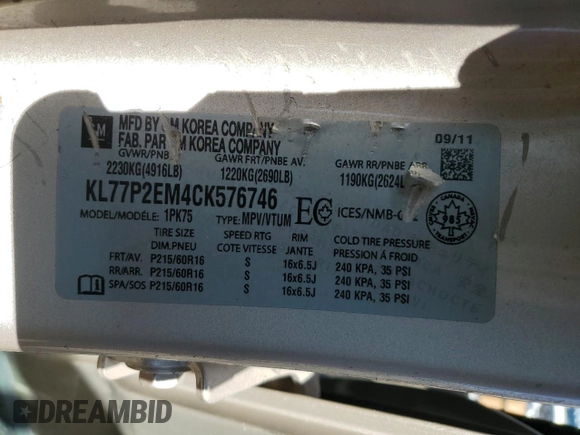 GM
MFD BY GM KOREA COMPANY
FAB. PAR GM KOREA COMPANY
09/11
GVWR/PNBV
GAWR FRT/PNBE AV.
GAWR RR/PNBE ARR
2230KG(4916LB)
1220KG(2690LB)
1190KG(2624L
KL77P2EM4CK576746
MODEL/MODÈLE: 1PK75
TYPE: MPV/VTUM
ICES/NMB-
CANADA
TIRE SIZE
SPEED RTG
RIM
COLD TIRE PRESSURE
DIM.PNEU
COTE VITESSE
JANTE
PRESSION À FROID
FRT/AV. P215/60R16 S 16x6.5J 240 KPA, 35 PSI
RR/ARR. P215/60R16 S 16x6.5J 240 KPA, 35 PSI
SPA/SOS P215/60R16 S 16x6.5J 240 KPA, 35 PSI
DREAMBID